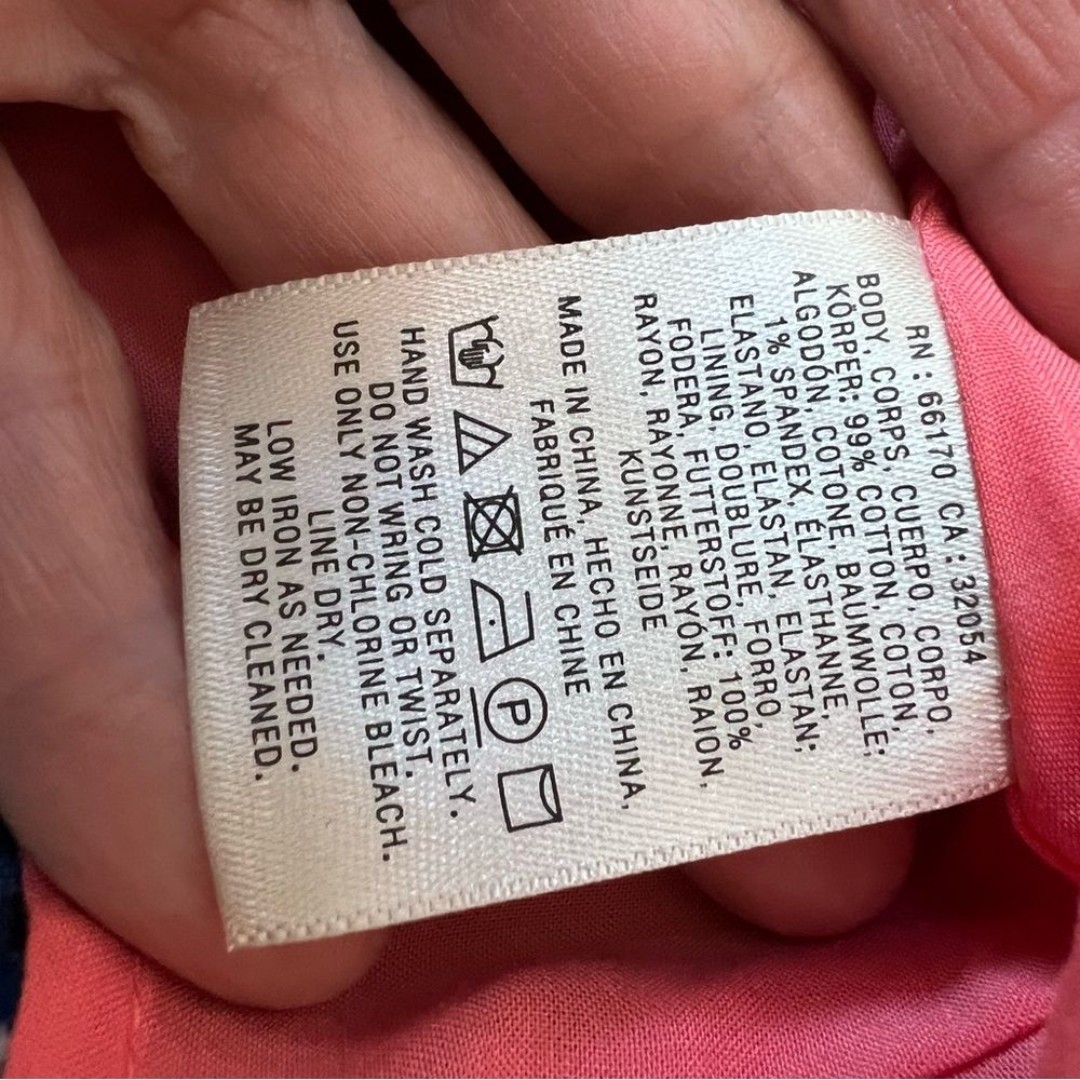 RN: 66170 CA: 32054
BODY, CORPS, CUERPO, CORPO,
KÖRPER: 99% COTTON, COTON,
ALGODÓN, COTONE, BAUMWOLLE;
1% SPANDEX, ÉLASTHANNE,
ELASTANO, ELASTAN, ELASTAN;
LINING, DOUBLURE, FORRO,
FODERA, FUTTERSTOFF: 100%
RAYON, RAYONNE, RAYÓN, RAION,
KUNSTSEIDE
MADE IN CHINA, HECHO EN CHINA,
FABRIQUÉ EN CHINE
P
HAND WASH COLD SEPARATELY.
DO NOT WRING OR TWIST.
USE ONLY NON-CHLORINE BLEACH.
LINE DRY.
LOW IRON AS NEEDED.
MAY BE DRY CLEANED.